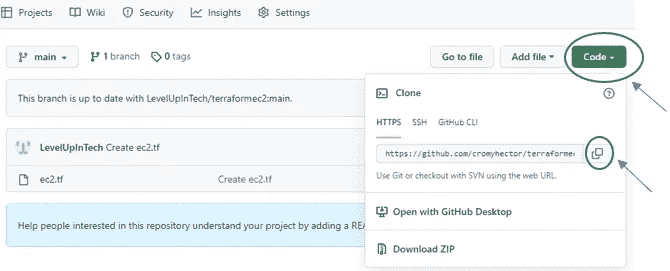 Projects Wiki Security Insights Settings
main 1 branch 0 tags Go to file Add file Code
This branch is up to date with LevelUpInTech/terraformec2:main.
LevelUpInTech Create ec2.tf
ec2.tf Create ec2.tf
Help people interested in this repository understand your project by adding a REA
Clone
HTTPS SSH GitHub CLI
https://github.com/cromyhector/terraforme
Use Git or checkout with SVN using the web URL.
Open with GitHub Desktop
Download ZIP